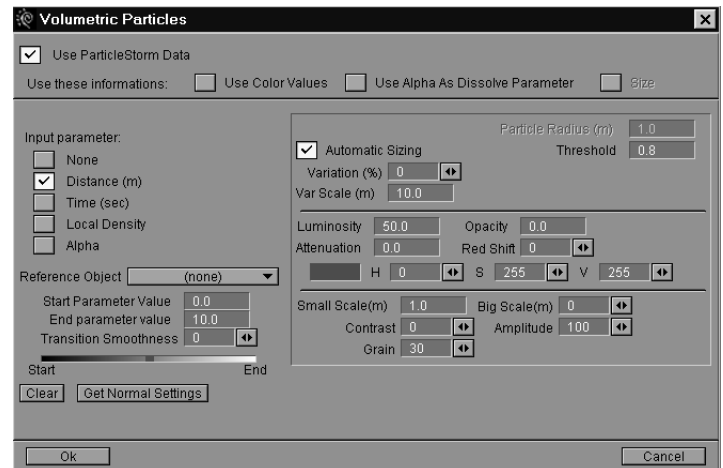 Volumetric Particles
Use ParticleStorm Data
Use these informations: Use Color Values Use Alpha As Dissolve Parameter Size
Input parameter:
None
Distance (m)
Time (sec)
Local Density
Alpha
Reference Object (none)
Start Parameter Value 0.0
End parameter value 10.0
Transition Smoothness 0
Start End
Clear Get Normal Settings
Particle Radius (m) 1.0
Automatic Sizing Threshold 0.8
Variation (%) 0
Var Scale (m) 10.0
Luminosity 50.0 Opacity 0.0
Attenuation 0.0 Red Shift 0
H 0 S 255 V 255
Small Scale(m) 1.0 Big Scale(m) 0
Contrast 0 Amplitude 100
Grain 30
Ok Cancel